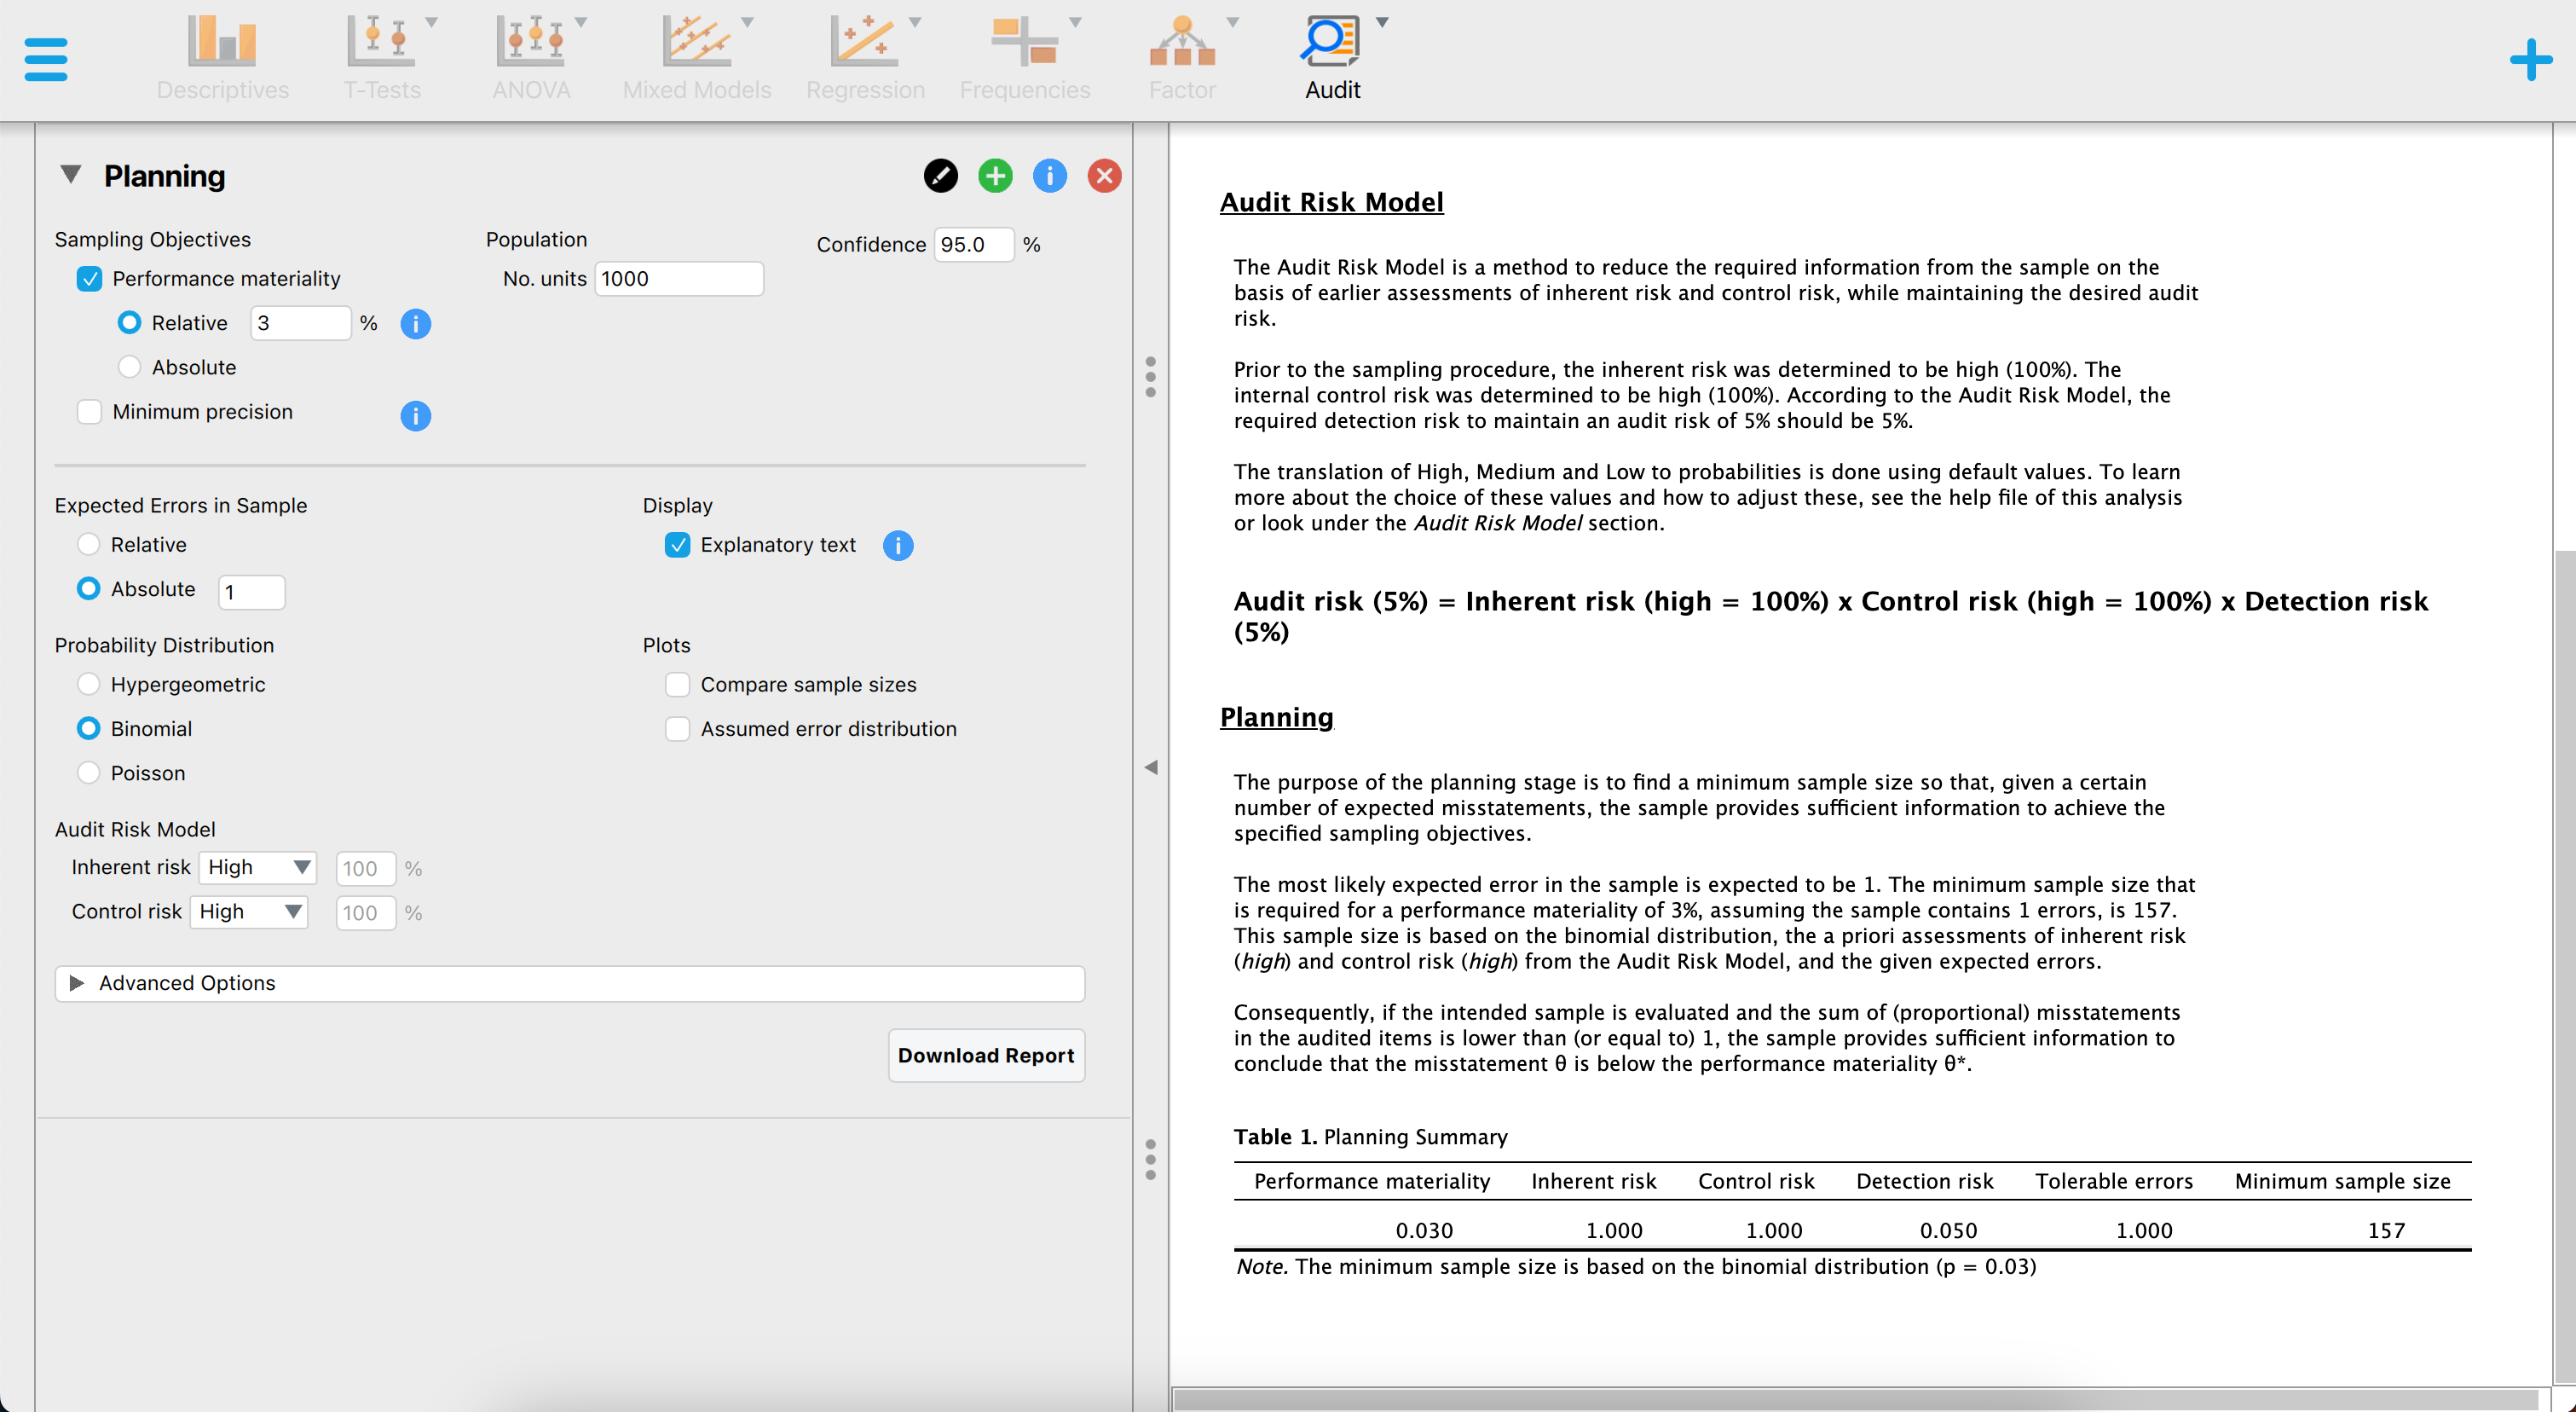 Descriptives
T-Tests
ANOVA
Mixed Models
Regression
Frequencies
Factor
Audit
Planning
Sampling Objectives
Performance materiality
Relative 3 %
Absolute
Minimum precision
Population
No. units 1000
Confidence 95.0 %
Expected Errors in Sample
Relative
Absolute 1
Display
Explanatory text
Probability Distribution
Hypergeometric
Binomial
Poisson
Plots
Compare sample sizes
Assumed error distribution
Audit Risk Model
Inherent risk High 100 %
Control risk High 100 %
Advanced Options
Download Report
Audit Risk Model
The Audit Risk Model is a method to reduce the required information from the sample on the
basis of earlier assessments of inherent risk and control risk, while maintaining the desired audit
risk.
Prior to the sampling procedure, the inherent risk was determined to be high (100%). The
internal control risk was determined to be high (100%). According to the Audit Risk Model, the
required detection risk to maintain an audit risk of 5% should be 5%.
The translation of High, Medium and Low to probabilities is done using default values. To learn
more about the choice of these values and how to adjust these, see the help file of this analysis
or look under the Audit Risk Model section.
Audit risk (5%) = Inherent risk (high = 100%) x Control risk (high = 100%) x Detection risk
(5%)
Planning
The purpose of the planning stage is to find a minimum sample size so that, given a certain
number of expected misstatements, the sample provides sufficient information to achieve the
specified sampling objectives.
The most likely expected error in the sample is expected to be 1. The minimum sample size that
is required for a performance materiality of 3%, assuming the sample contains 1 errors, is 157.
This sample size is based on the binomial distribution, the a priori assessments of inherent risk
(high) and control risk (high) from the Audit Risk Model, and the given expected errors.
Consequently, if the intended sample is evaluated and the sum of (proportional) misstatements
in the audited items is lower than (or equal to) 1, the sample provides sufficient information to
conclude that the misstatement θ is below the performance materiality θ*.
Table 1. Planning Summary
Performance materiality Inherent risk Control risk Detection risk Tolerable errors Minimum sample size
0.030 1.000 1.000 0.050 1.000 157
Note. The minimum sample size is based on the binomial distribution (p = 0.03)